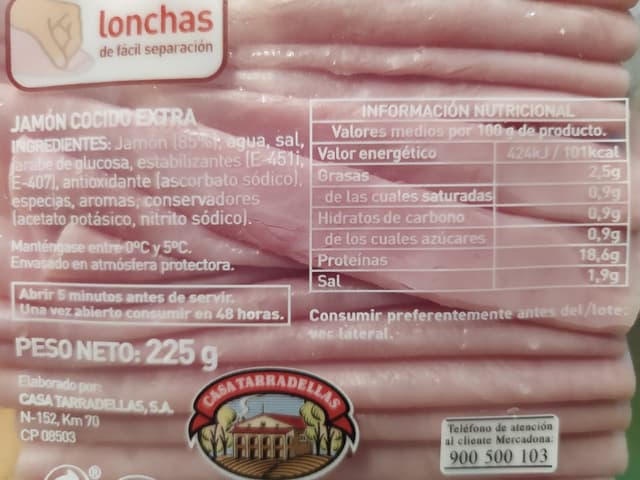 lonchas
de fácil separación
JAMÓN COCIDO EXTRA
INGREDIENTES: Jamón (85%), agua, sal,
jarabe de glucosa, estabilizantes (E-451i,
E-407), antioxidante (ascorbato sódico),
especias, aromas, conservadores
(acetato potásico, nitrito sódico).
Manténgase entre 0ºC y 5ºC.
Envasado en atmósfera protectora.
Abrir 5 minutos antes de servir.
Una vez abierto consumir en 48 horas.
PESO NETO: 225 g
Elaborado por:
CASA TARRADELLAS, S.A.
N-152, Km 70
CP 08503
INFORMACIÓN NUTRICIONAL
Valores medios por 100 g de producto.
Valor energético 424kJ / 101kcal
Grasas 2,5g
de las cuales saturadas 0,9g
Hidratos de carbono 0,9g
de los cuales azúcares 0,9g
Proteínas 18,6g
Sal 1,9g
Consumir preferentemente antes del/lote:
ver lateral.
CASA TARRADELLAS
Teléfono de atención
al cliente Mercadona:
900 500 103
®